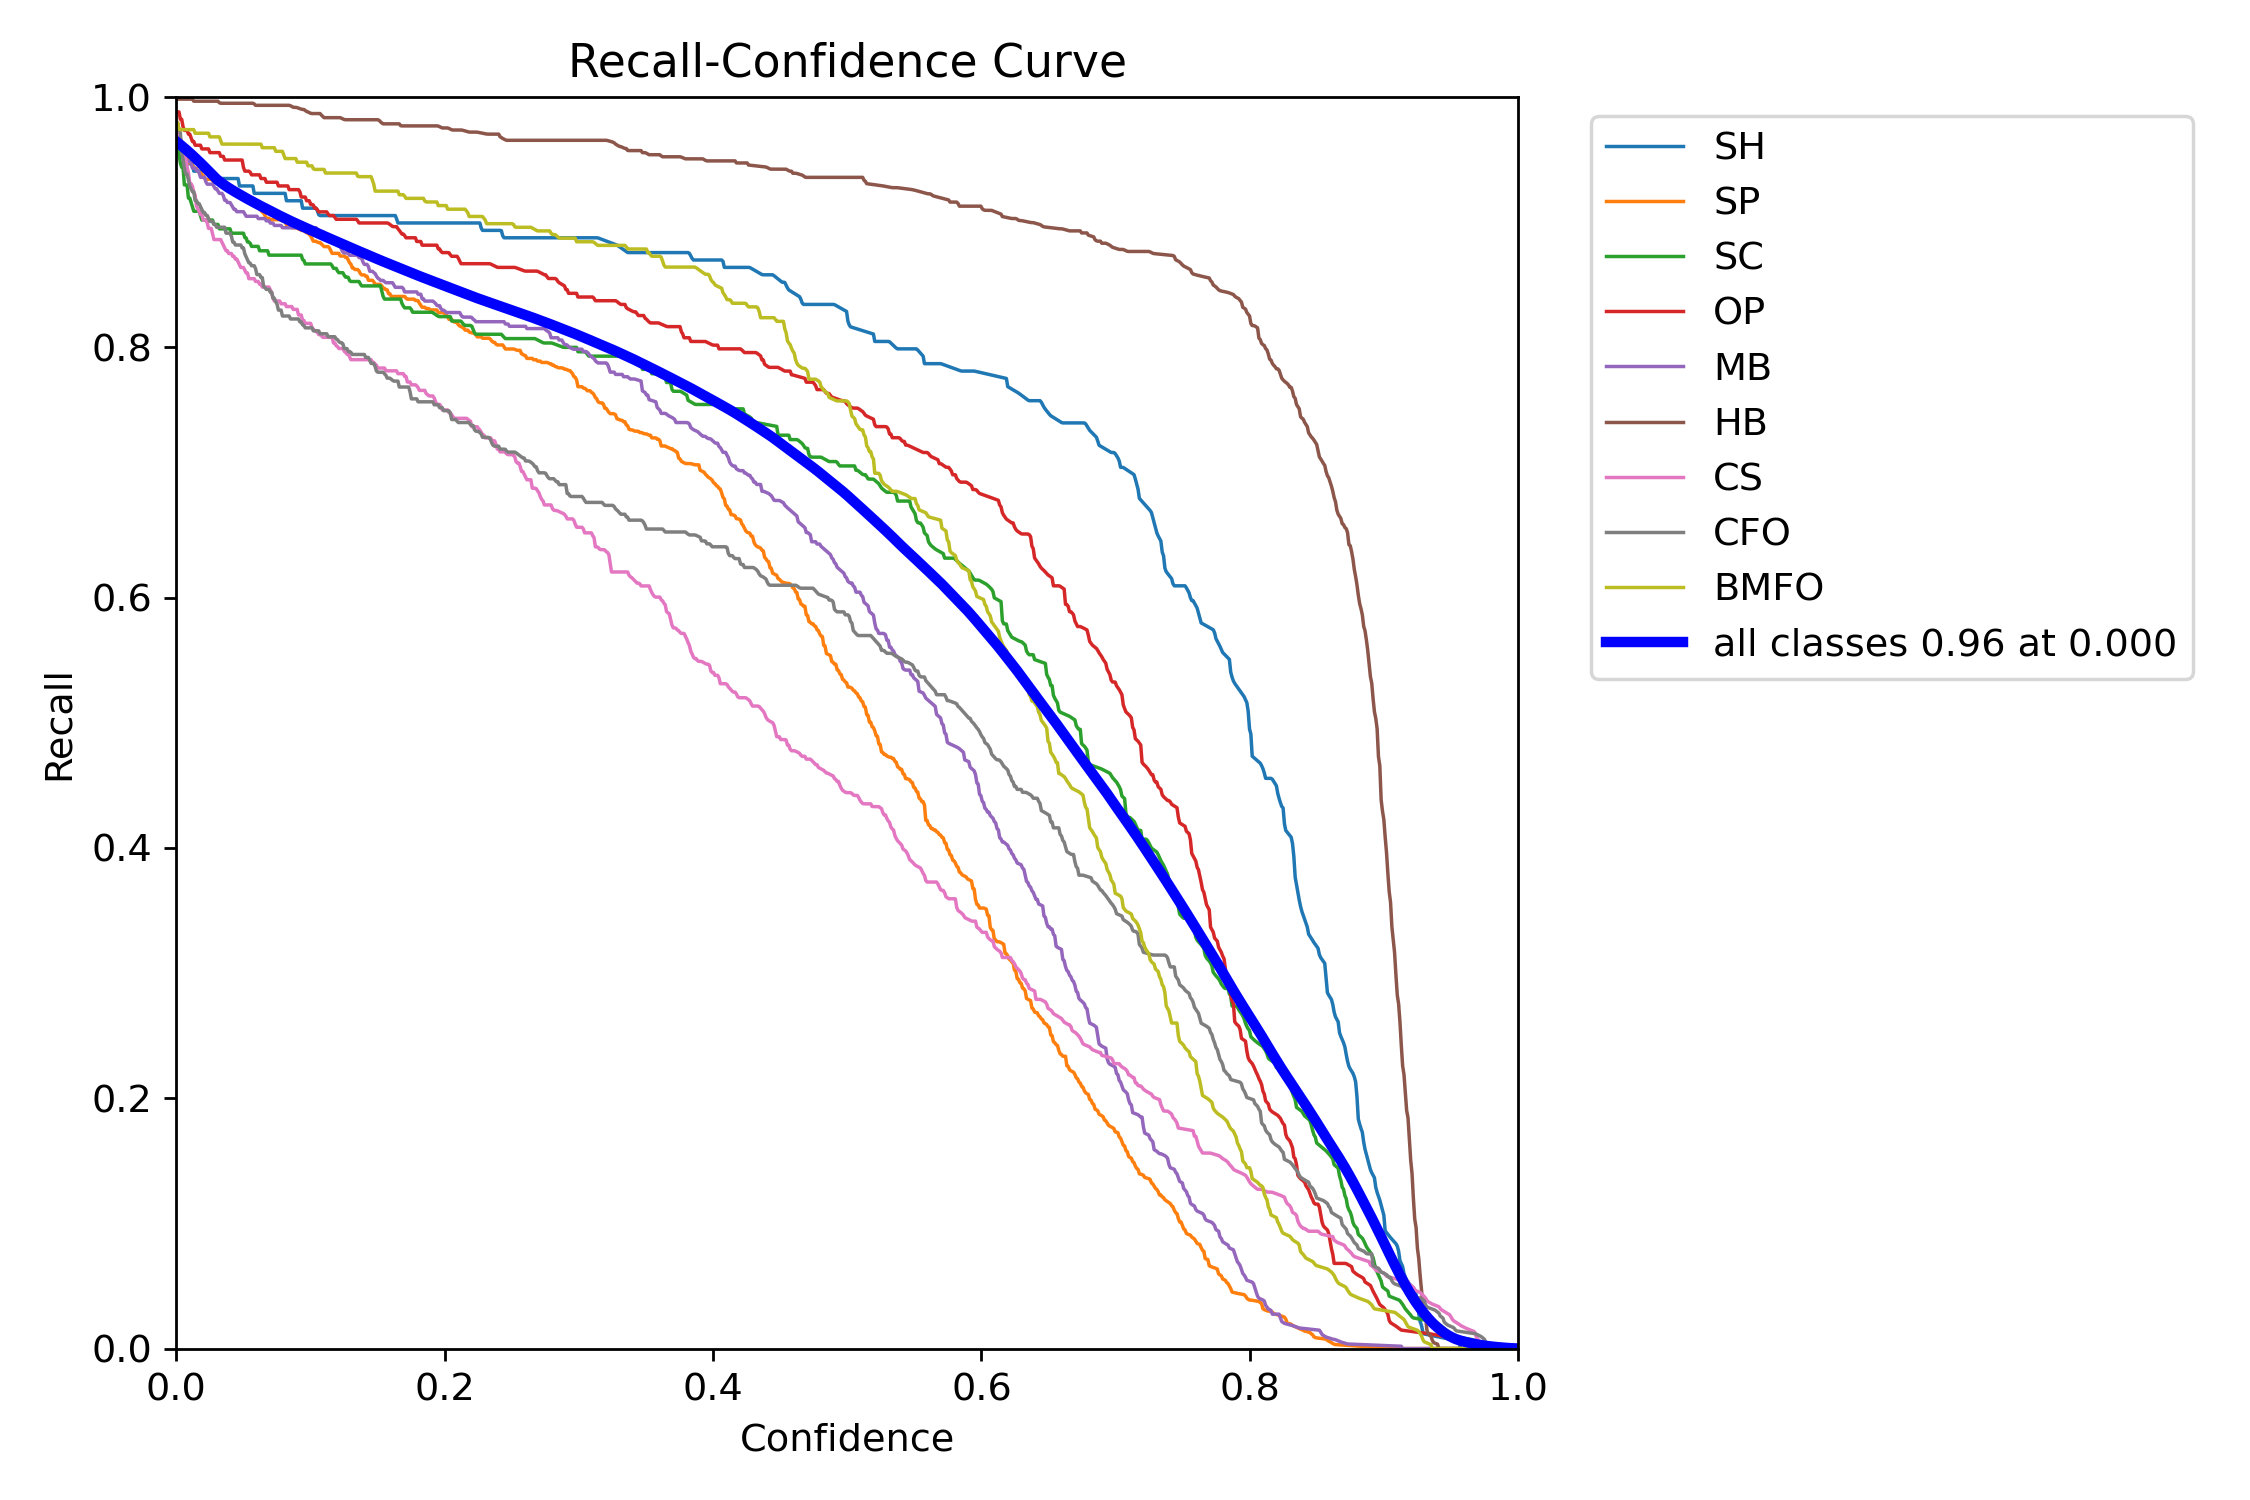 Recall-Confidence Curve
1.0
0.8
0.6
0.4
0.2
0.0
Recall
0.0 0.2 0.4 0.6 0.8 1.0
Confidence
SH
SP
SC
OP
MB
HB
CS
CFO
BMFO
all classes 0.96 at 0.000